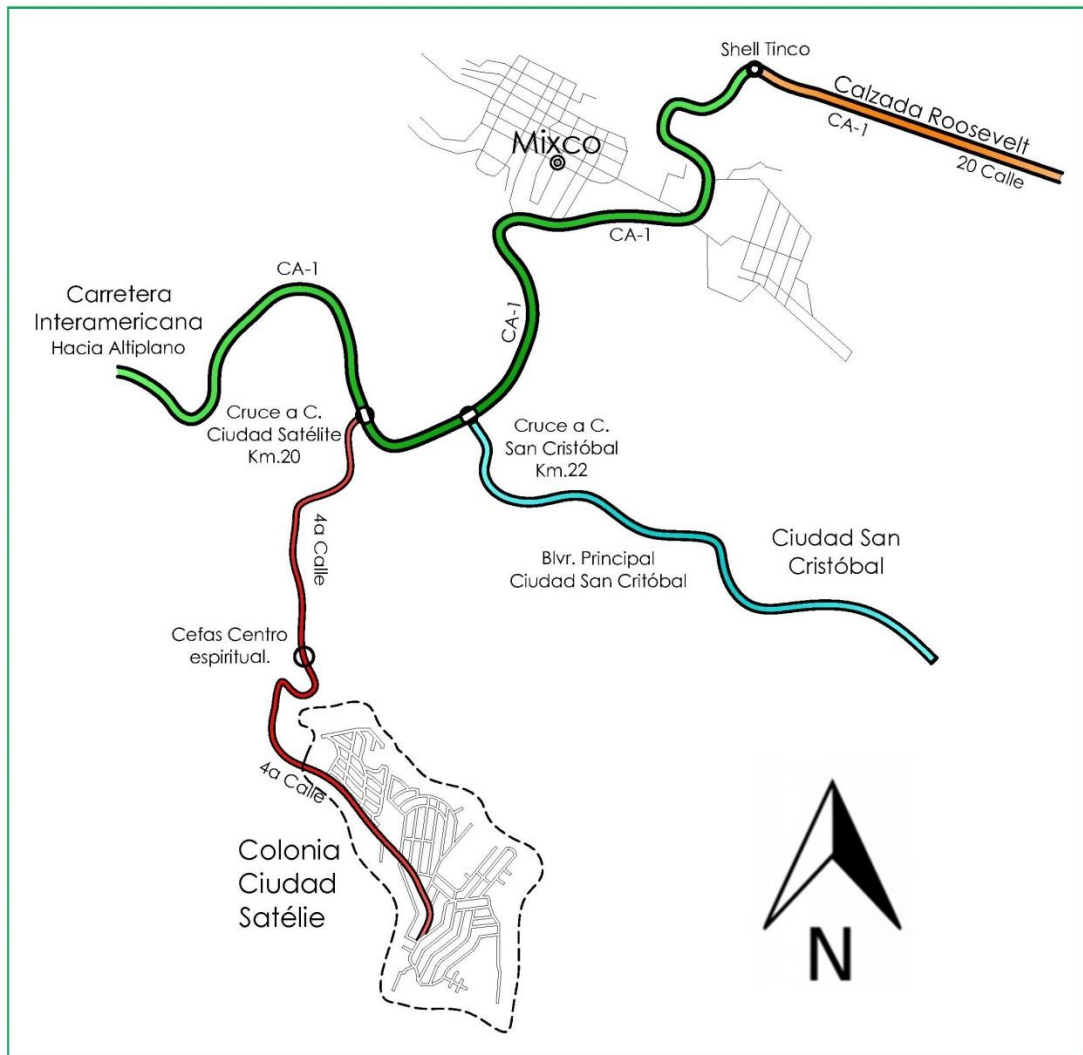 Shell Tinco
Calzada Roosevelt
CA-1
20 Calle
Mixco
CA-1
CA-1
CA-1
Carretera
Interamericana
Hacia Altiplano
Cruce a C.
Ciudad Satélite
Km.20
Cruce a C.
San Cristóbal
Km.22
4a Calle
Blvr. Principal
Ciudad San Critóbal
Ciudad San
Cristóbal
Cefas Centro
espiritual.
4a Calle
Colonia
Ciudad
Satélie
N